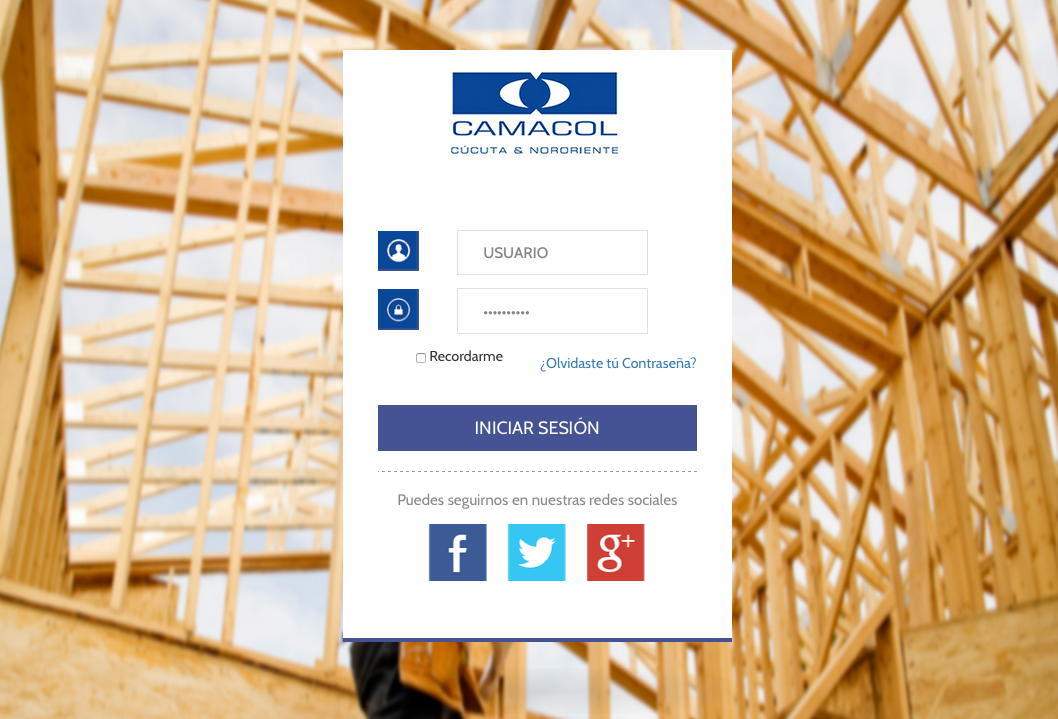 CAMACOL
CÚCUTA & NORORIENTE
USUARIO
••••••••••
Recordarme
¿Olvidaste tú Contraseña?
INICIAR SESIÓN
Puedes seguirnos en nuestras redes sociales
f
g+